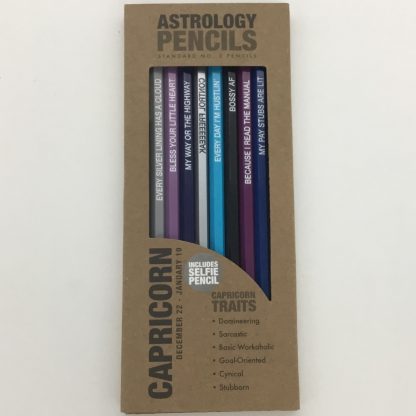 ASTROLOGY
PENCILS
STANDARD NO. 2 PENCILS
EVERY SILVER LINING HAS A CLOUD
BLESS YOUR LITTLE HEART
MY WAY OR THE HIGHWAY
EVERY DAY I'M HUSTLIN'
BOSSY AF
BECAUSE I READ THE MANUAL
MY PAY STUBS ARE LIT
CAPRICORN
DECEMBER 22 - JANUARY 19
INCLUDES
SELFIE
PENCIL
CAPRICORN
TRAITS
• Domineering
• Sarcastic
• Basic Workaholic
• Goal-Oriented
• Cynical
• Stubborn